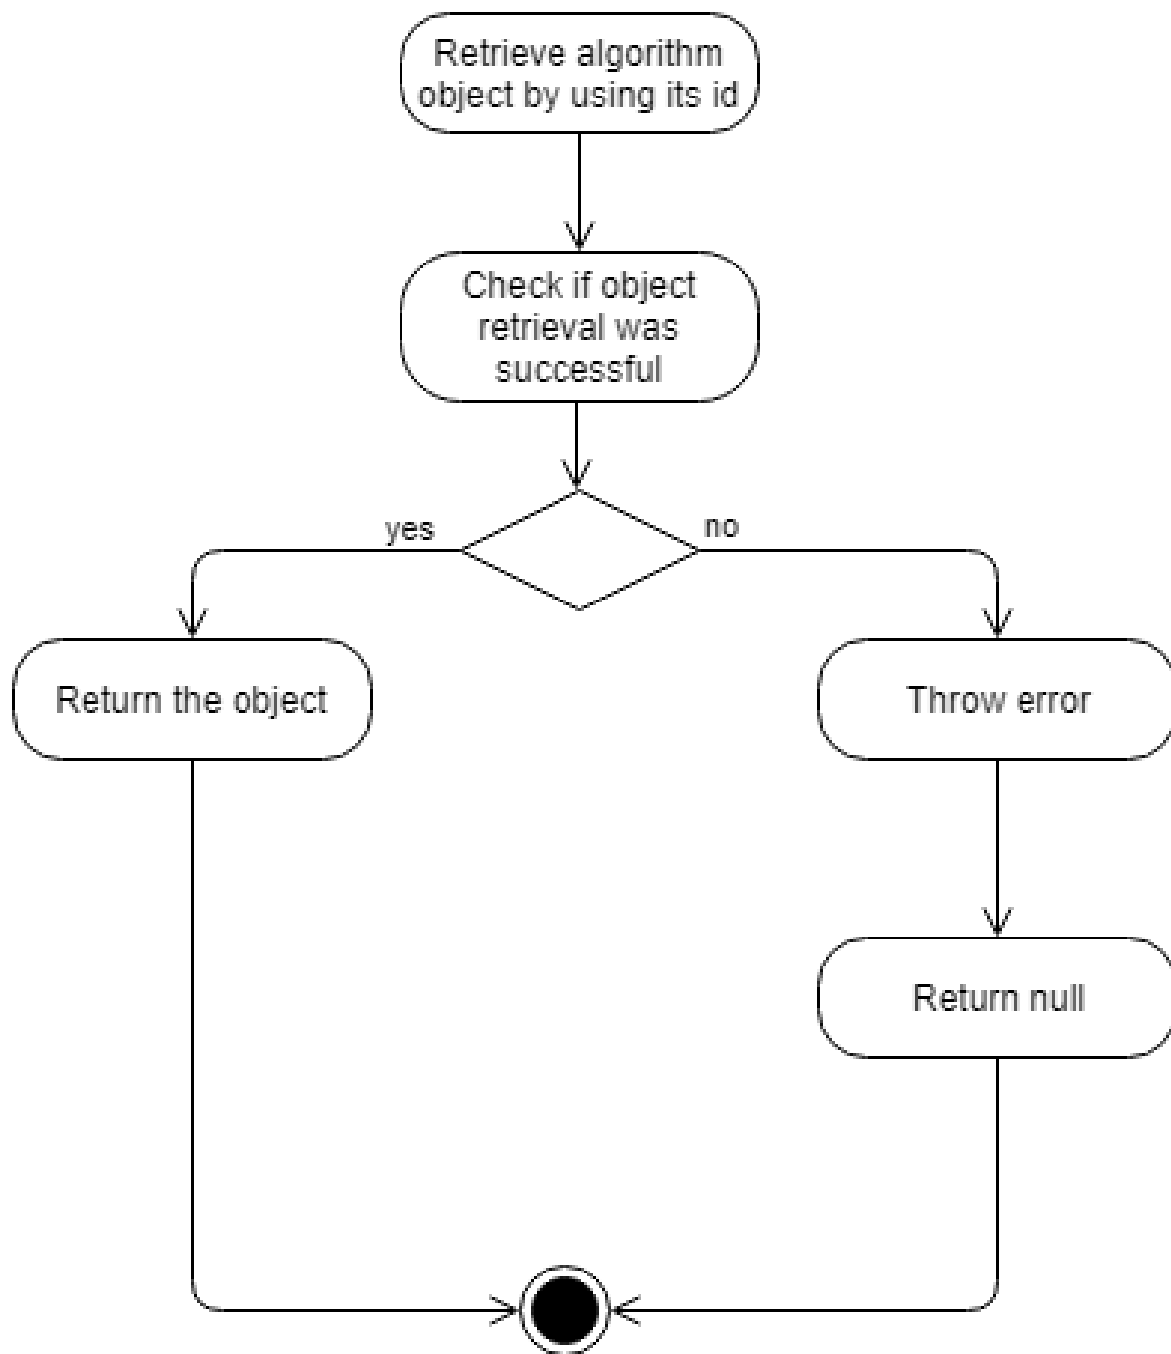 Retrieve algorithm
object by using its id
Check if object
retrieval was
successful
yes
no
Return the object
Throw error
Return null